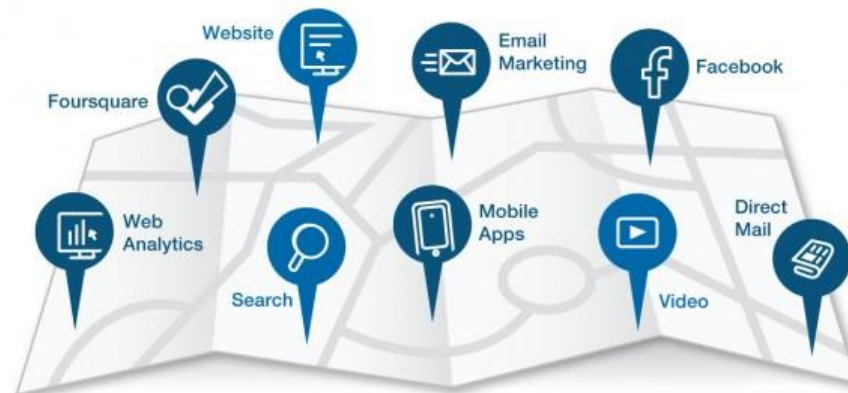 Website
Email
Marketing
Facebook
Foursquare
Web
Analytics
Search
Mobile
Apps
Video
Direct
Mail